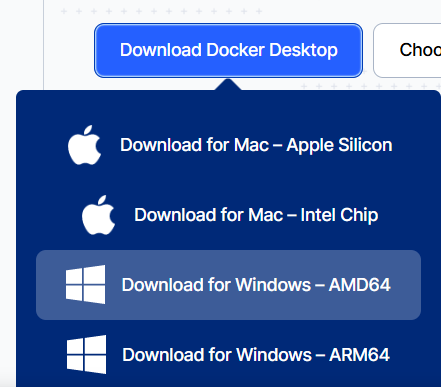 Download Docker Desktop
Choo
Download for Mac – Apple Silicon
Download for Mac – Intel Chip
Download for Windows – AMD64
Download for Windows – ARM64